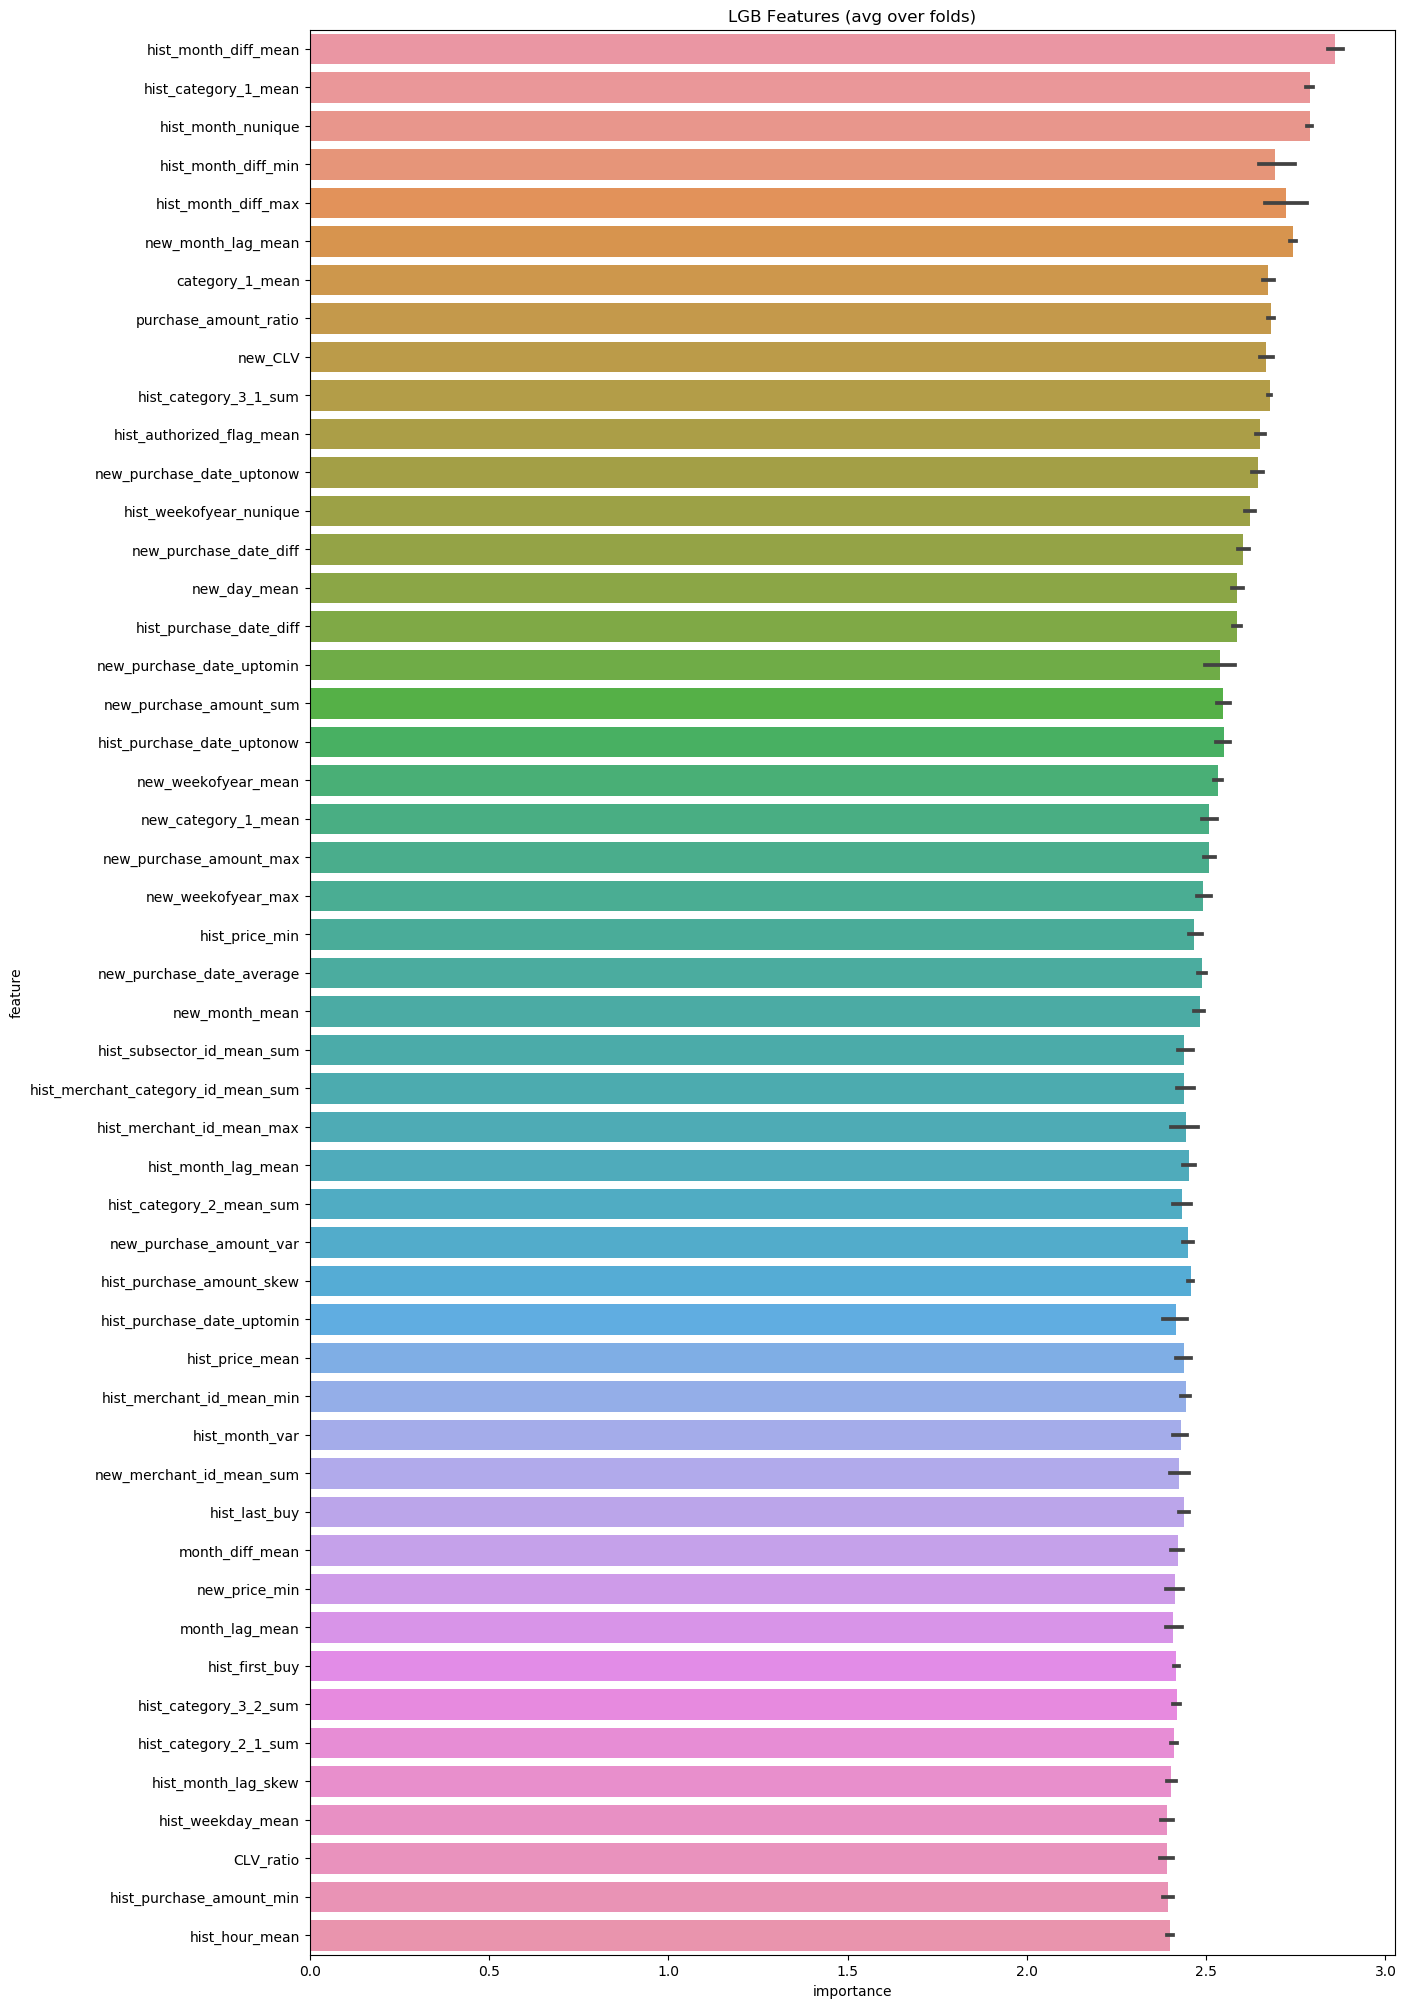 LGB Features (avg over folds)
hist_month_diff_mean
hist_category_1_mean
hist_month_nunique
hist_month_diff_min
hist_month_diff_max
new_month_lag_mean
category_1_mean
purchase_amount_ratio
new_CLV
hist_category_3_1_sum
hist_authorized_flag_mean
new_purchase_date_uptonow
hist_weekofyear_nunique
new_purchase_date_diff
new_day_mean
hist_purchase_date_diff
new_purchase_date_uptomin
new_purchase_amount_sum
hist_purchase_date_uptonow
new_weekofyear_mean
new_category_1_mean
new_purchase_amount_max
new_weekofyear_max
hist_price_min
new_purchase_date_average
new_month_mean
hist_subsector_id_mean_sum
hist_merchant_category_id_mean_sum
hist_merchant_id_mean_max
hist_month_lag_mean
hist_category_2_mean_sum
new_purchase_amount_var
hist_purchase_amount_skew
hist_purchase_date_uptomin
hist_price_mean
hist_merchant_id_mean_min
hist_month_var
new_merchant_id_mean_sum
hist_last_buy
month_diff_mean
new_price_min
month_lag_mean
hist_first_buy
hist_category_3_2_sum
hist_category_2_1_sum
hist_month_lag_skew
hist_weekday_mean
CLV_ratio
hist_purchase_amount_min
hist_hour_mean
feature
0.0 0.5 1.0 1.5 2.0 2.5 3.0
importance